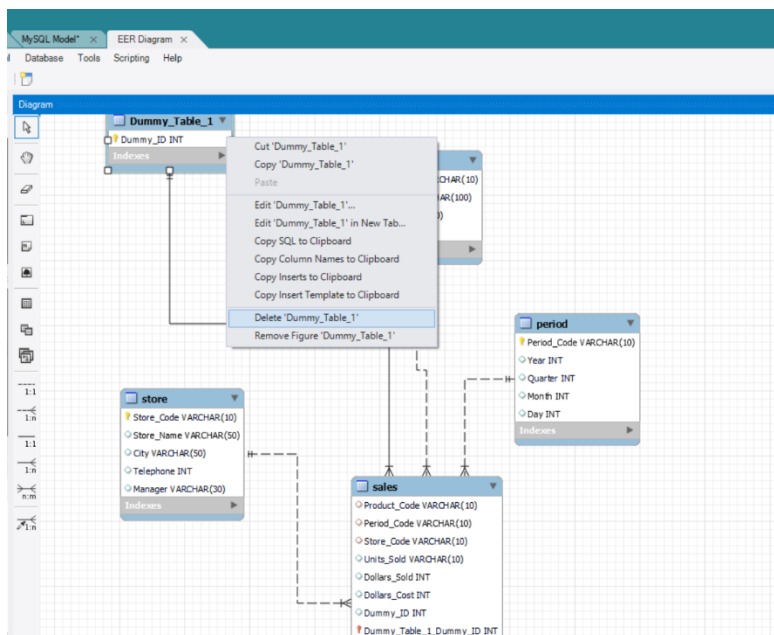 MySQL Model* ×
EER Diagram ×
Database Tools Scripting Help
Diagram
Dummy_Table_1
Dummy_ID INT
Indexes
Cut 'Dummy_Table_1'
Copy 'Dummy_Table_1'
Paste
Edit 'Dummy_Table_1'...
Edit 'Dummy_Table_1' in New Tab...
Copy SQL to Clipboard
Copy Column Names to Clipboard
Copy Inserts to Clipboard
Copy Insert Template to Clipboard
Delete 'Dummy_Table_1'
Remove Figure 'Dummy_Table_1'
CHAR(10)
AR(100)
0)
period
Period_Code VARCHAR(10)
Year INT
Quarter INT
Month INT
Day INT
Indexes
1:1
1:n
1:1
1:n
n:m
1:n
store
Store_Code VARCHAR(10)
Store_Name VARCHAR(50)
City VARCHAR(50)
Telephone INT
Manager VARCHAR(30)
Indexes
sales
Product_Code VARCHAR(10)
Period_Code VARCHAR(10)
Store_Code VARCHAR(10)
Units_Sold VARCHAR(10)
Dollars_Sold INT
Dollars_Cost INT
Dummy_ID INT
Dummy_Table_1_Dummy_ID INT